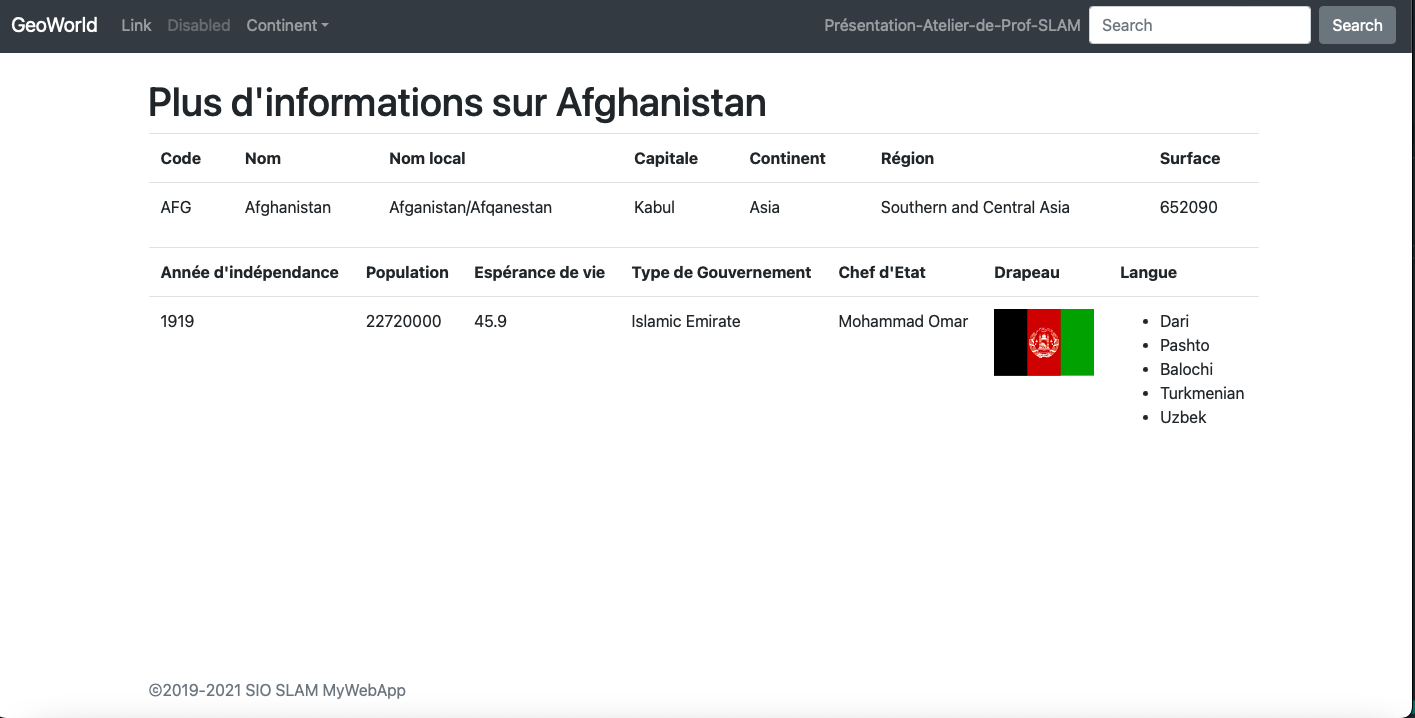 GeoWorld Link Disabled Continent Présentation-Atelier-de-Prof-SLAM Search Search
Plus d'informations sur Afghanistan
Code Nom Nom local Capitale Continent Région Surface
AFG Afghanistan Afganistan/Afqanestan Kabul Asia Southern and Central Asia 652090
Année d'indépendance Population Espérance de vie Type de Gouvernement Chef d'Etat Drapeau Langue
1919 22720000 45.9 Islamic Emirate Mohammad Omar
• Dari
• Pashto
• Balochi
• Turkmenian
• Uzbek
©2019-2021 SIO SLAM MyWebApp